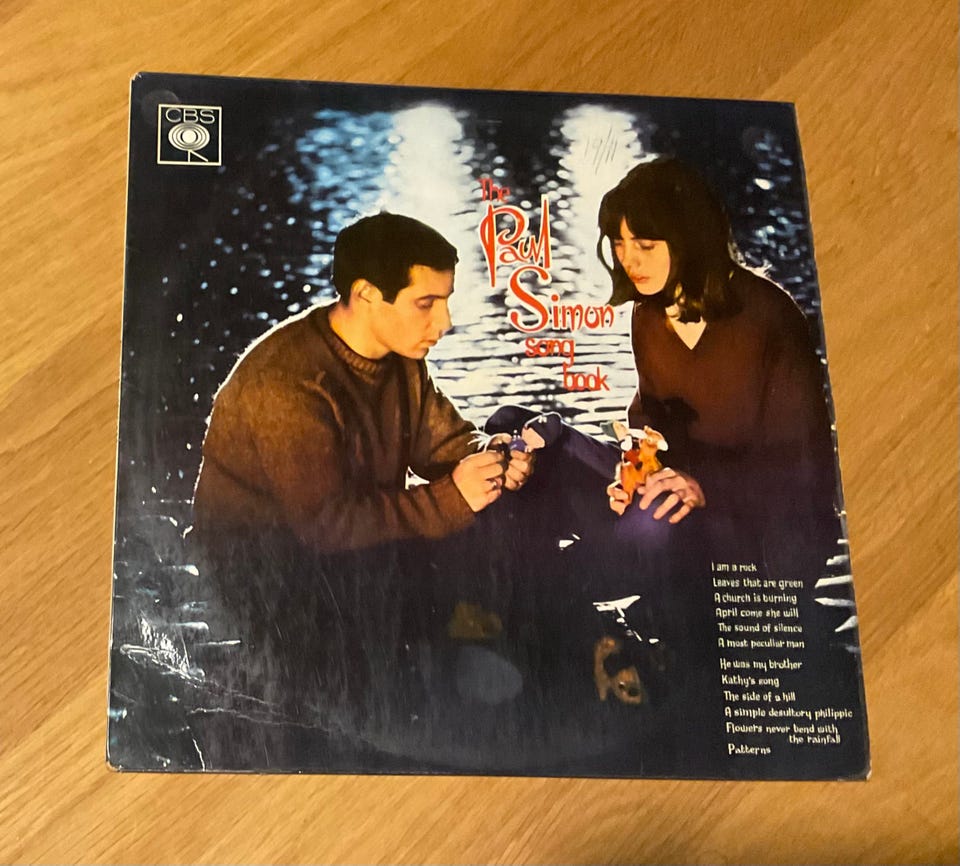 CBS
19/11
The
Paul
Simon
song
book
I am a rock
Leaves that are green
A church is burning
April come she will
The sound of silence
A most peculiar man
He was my brother
Kathy's song
The side of a hill
A simple desultory philippic
Flowers never bend with
the rainfall
Patterns